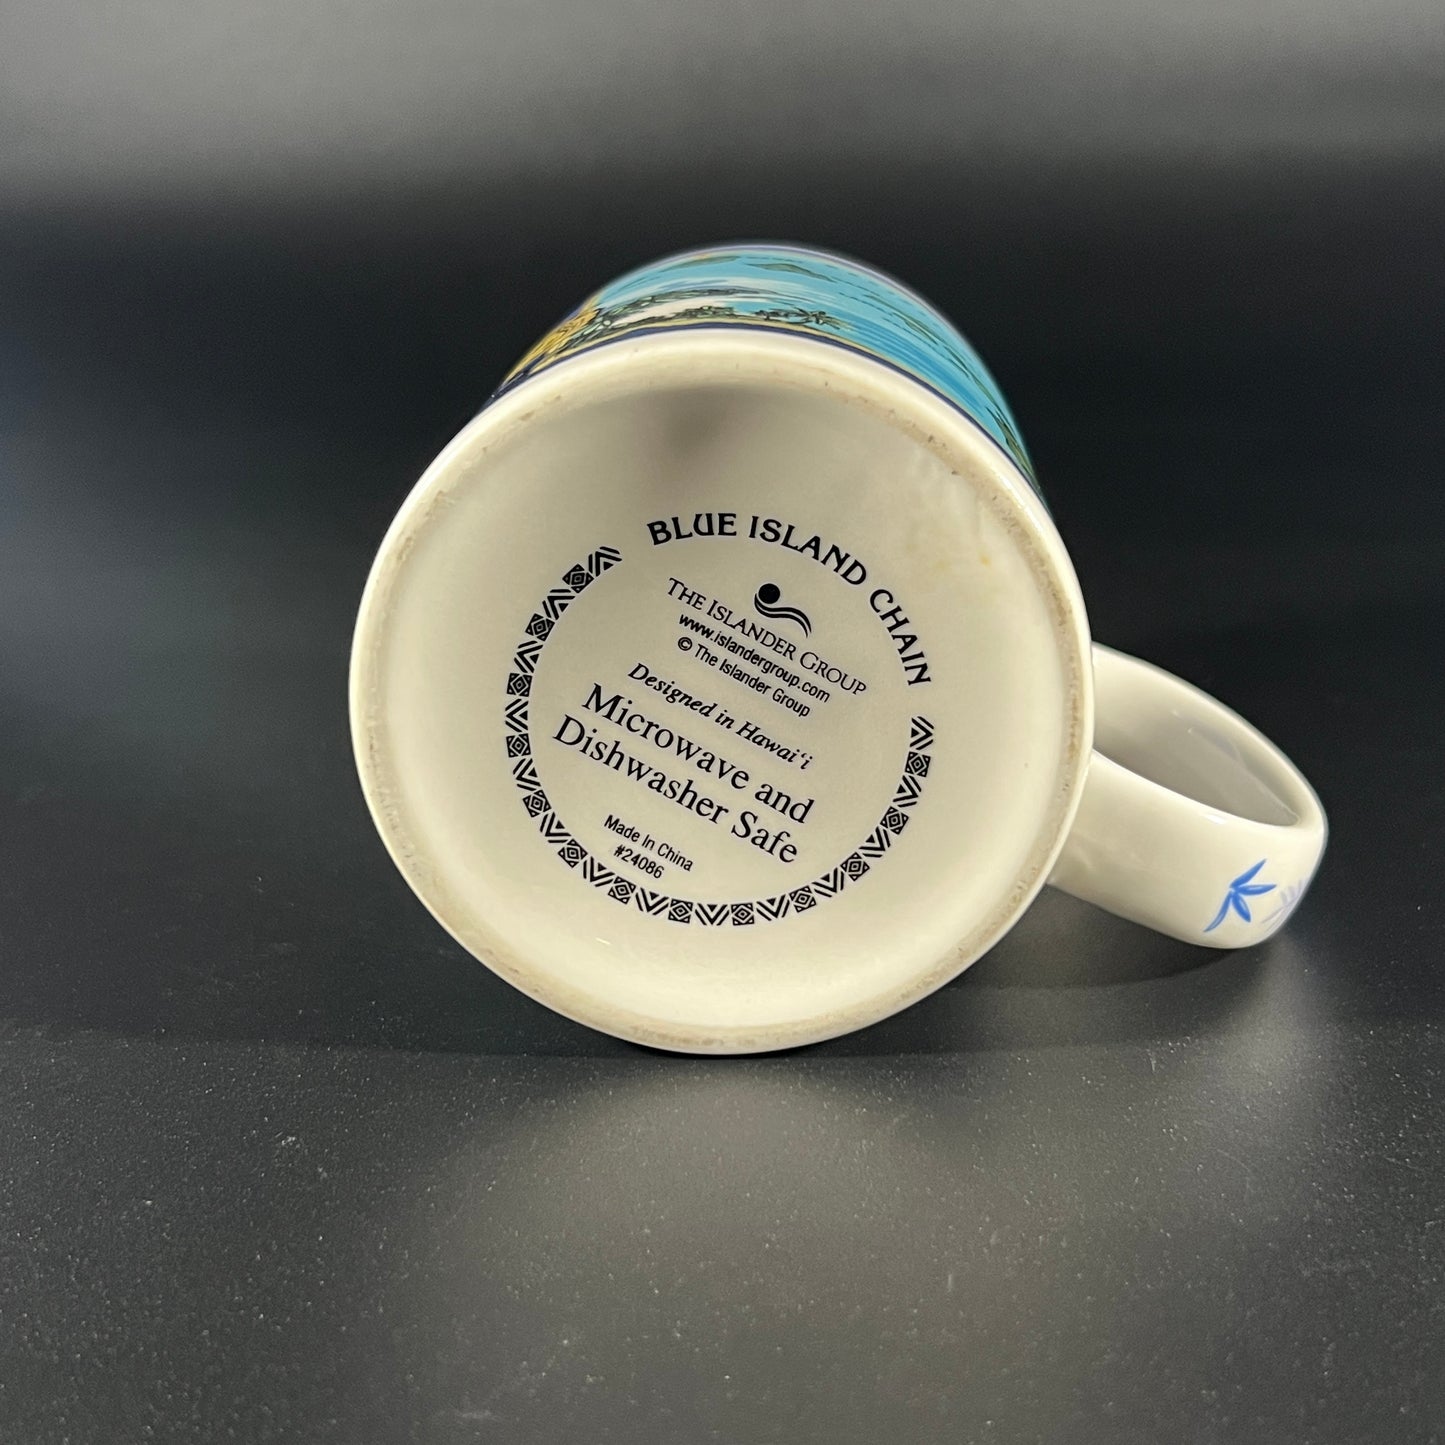 BLUE ISLAND CHAIN
THE ISLANDER GROUP
www.islandergroup.com
© The Islander Group
Designed in Hawai‘i
Microwave and
Dishwasher Safe
Made In China
#24086